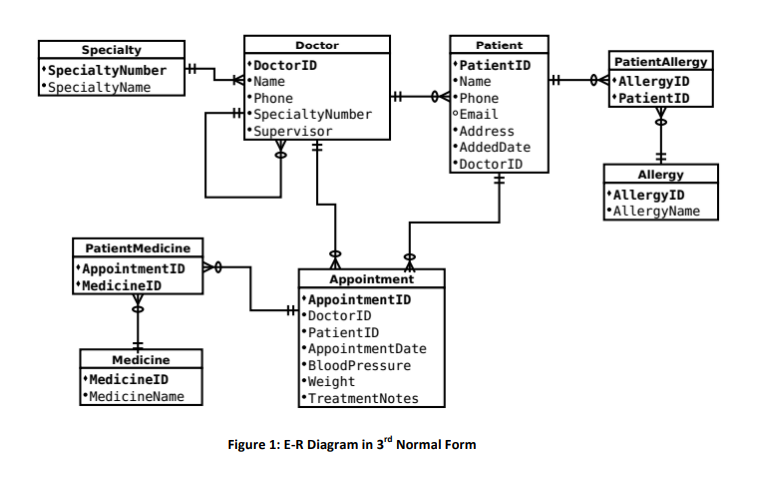 Specialty
SpecialtyNumber
SpecialtyName
Doctor
DoctorID
Name
Phone
SpecialtyNumber
Supervisor
Patient
PatientID
Name
Phone
Email
Address
AddedDate
DoctorID
PatientAllergy
AllergyID
PatientID
Allergy
AllergyID
AllergyName
PatientMedicine
AppointmentID
MedicineID
Medicine
MedicineID
MedicineName
Appointment
AppointmentID
DoctorID
PatientID
AppointmentDate
BloodPressure
Weight
TreatmentNotes
Figure 1: E-R Diagram in 3rd Normal Form